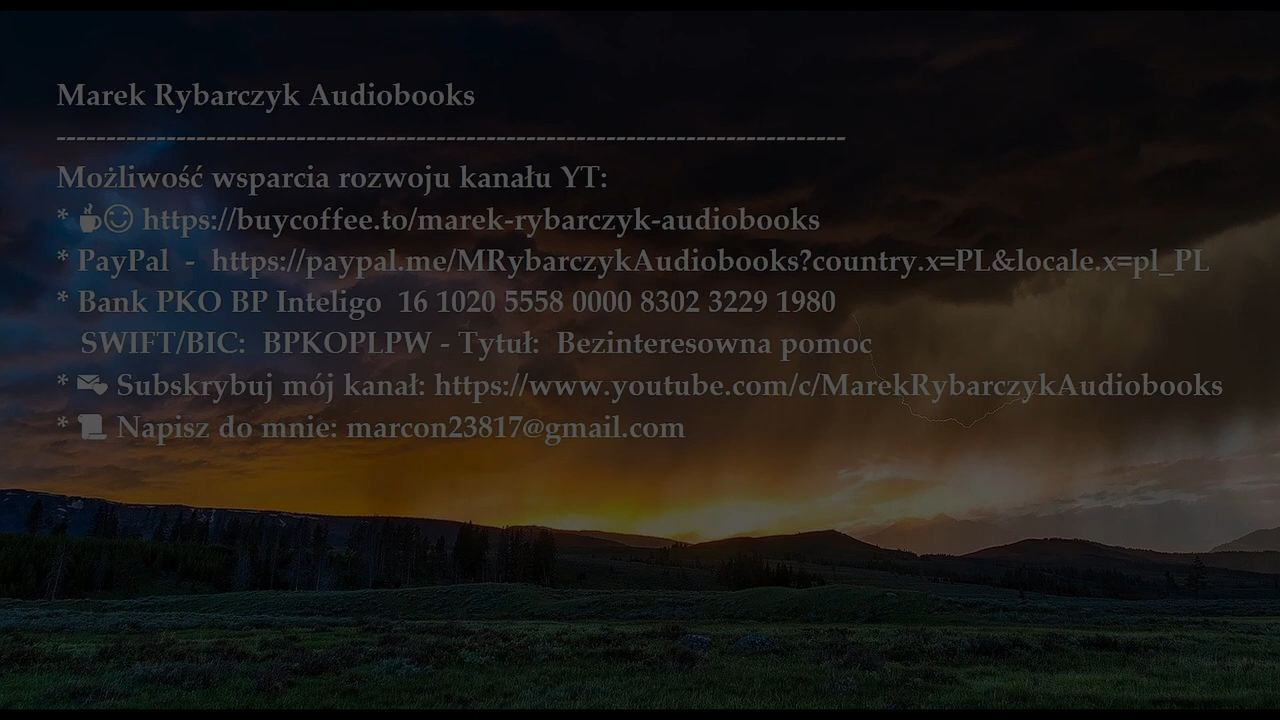 Marek Rybarczyk Audiobooks
-------------------------------------------------------------------------------
Możliwość wsparcia rozwoju kanału YT:
* ☕☺ https://buycoffee.to/marek-rybarczyk-audiobooks
* PayPal - https://paypal.me/MRybarczykAudiobooks?country.x=PL&locale.x=pl_PL
* Bank PKO BP Inteligo 16 1020 5558 0000 8302 3229 1980
SWIFT/BIC: BPKOPLPW - Tytuł: Bezinteresowna pomoc
* Subskrybuj mój kanał: https://www.youtube.com/c/MarekRybarczykAudiobooks
* Napisz do mnie: marcon23817@gmail.com